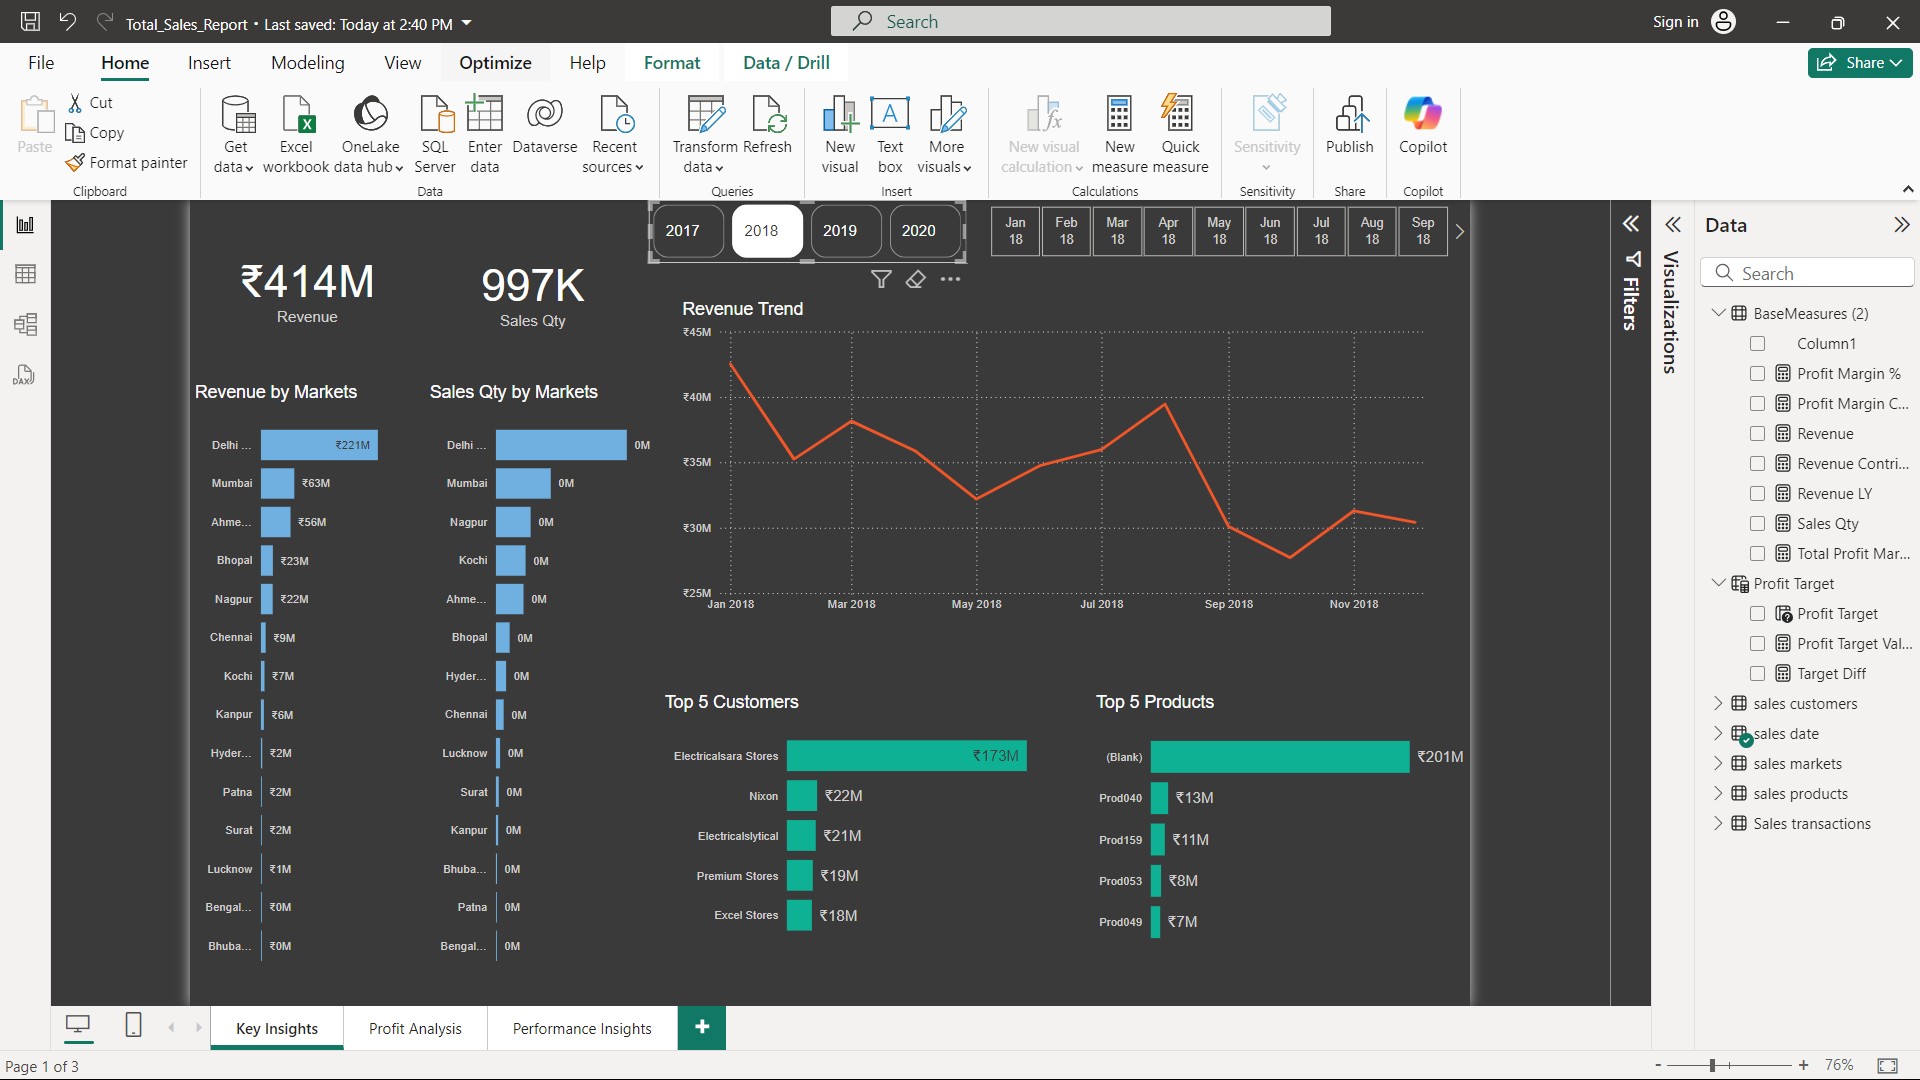 Total_Sales_Report • Last saved: Today at 2:40 PM
Search
Sign in
File Home Insert Modeling View Optimize Help Format Data / Drill
Share
Paste
Cut
Copy
Format painter
Clipboard
Get data
Excel workbook
OneLake data hub
SQL Server
Enter data
Dataverse
Recent sources
Data
Transform data
Refresh
Queries
New visual
Text box
More visuals
Insert
New visual calculation
New measure
Quick measure
Calculations
Sensitivity
Sensitivity
Publish
Share
Copilot
Copilot
2017 2018 2019 2020
Jan 18
Feb 18
Mar 18
Apr 18
May 18
Jun 18
Jul 18
Aug 18
Sep 18
₹414M
Revenue
997K
Sales Qty
Revenue by Markets
Delhi ... ₹221M
Mumbai ₹63M
Ahme... ₹56M
Bhopal ₹23M
Nagpur ₹22M
Chennai ₹9M
Kochi ₹7M
Kanpur ₹6M
Hyder... ₹2M
Patna ₹2M
Surat ₹2M
Lucknow ₹1M
Bengal... ₹0M
Bhuba... ₹0M
Sales Qty by Markets
Delhi ... 0M
Mumbai 0M
Nagpur 0M
Kochi 0M
Ahme... 0M
Bhopal 0M
Hyder... 0M
Chennai 0M
Lucknow 0M
Surat 0M
Kanpur 0M
Bhuba... 0M
Patna 0M
Bengal... 0M
Revenue Trend
₹45M
₹40M
₹35M
₹30M
₹25M
Jan 2018 Mar 2018 May 2018 Jul 2018 Sep 2018 Nov 2018
Top 5 Customers
Electricalsara Stores ₹173M
Nixon ₹22M
Electricalslytical ₹21M
Premium Stores ₹19M
Excel Stores ₹18M
Top 5 Products
(Blank) ₹201M
Prod040 ₹13M
Prod159 ₹11M
Prod053 ₹8M
Prod049 ₹7M
Filters
Visualizations
Data
Search
BaseMeasures (2)
Column1
Profit Margin %
Profit Margin C...
Revenue
Revenue Contri...
Revenue LY
Sales Qty
Total Profit Mar...
Profit Target
Profit Target
Profit Target Val...
Target Diff
sales customers
sales date
sales markets
sales products
Sales transactions
DAX
Key Insights Profit Analysis Performance Insights +
Page 1 of 3
- + 76%